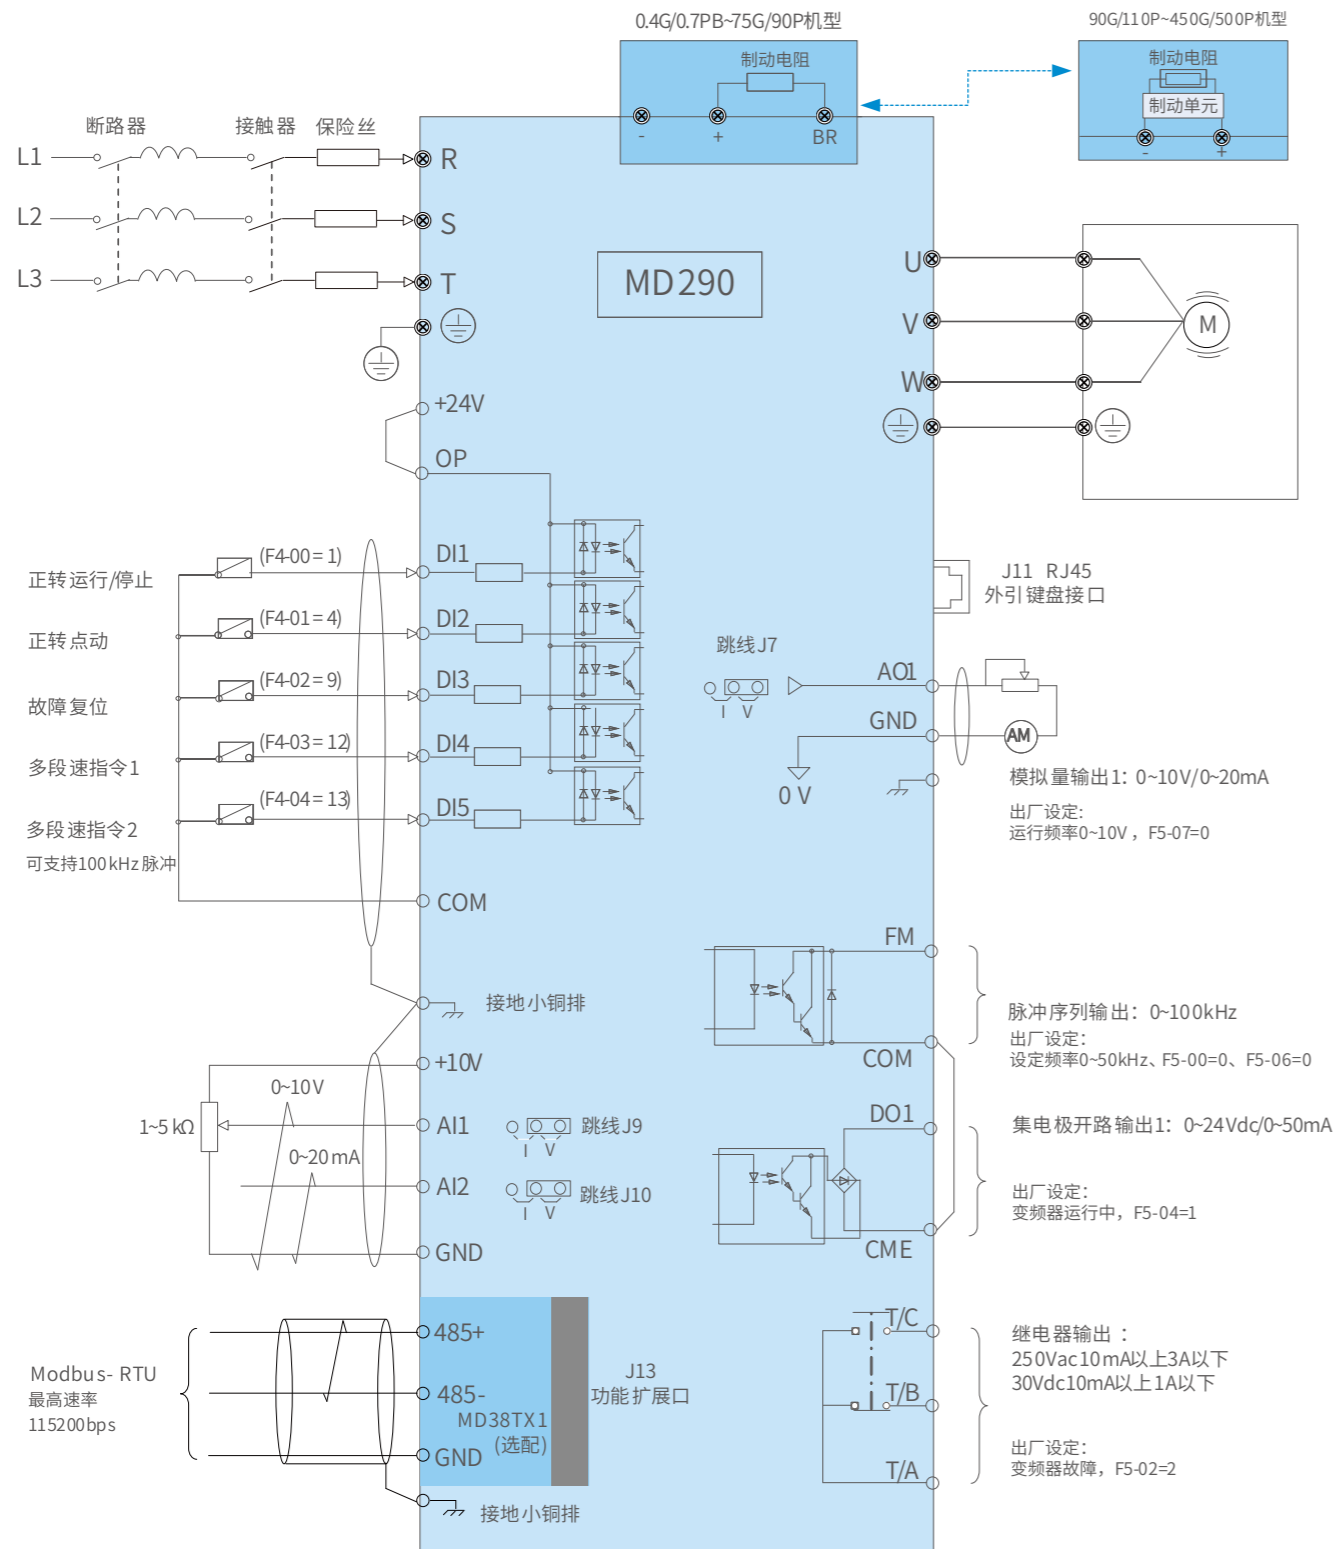 0.4G/0.7PB~75G/90P机型
90G/110P~450G/500P机型
制动电阻
- + BR
制动电阻
制动单元
- +
断路器 接触器 保险丝
L1 R
L2 S
L3 T
MD290
U
V
W
M
+24V
OP
正转运行/停止 (F4-00=1) DI1
正转点动 (F4-01=4) DI2
故障复位 (F4-02=9) DI3
多段速指令1 (F4-03=12) DI4
多段速指令2 (F4-04=13) DI5
可支持100kHz脉冲
COM
接地小铜排
J11 RJ45
外引键盘接口
跳线J7
I V
AO1
GND
0 V
AM
模拟量输出1：0~10V/0~20mA
出厂设定:
运行频率0~10V，F5-07=0
FM
COM
脉冲序列输出：0~100kHz
出厂设定：
设定频率0~50kHz、F5-00=0、F5-06=0
DO1
CME
集电极开路输出1：0~24Vdc/0~50mA
出厂设定：
变频器运行中，F5-04=1
+10V
0~10V
1~5 kΩ
AI1
跳线J9
I V
0~20mA
AI2
跳线J10
I V
GND
T/C
T/B
T/A
继电器输出：
250Vac10mA以上3A以下
30Vdc10mA以上1A以下
出厂设定：
变频器故障，F5-02=2
Modbus-RTU
最高速率
115200bps
485+
485-
GND
MD38TX1
(选配)
J13
功能扩展口
接地小铜排